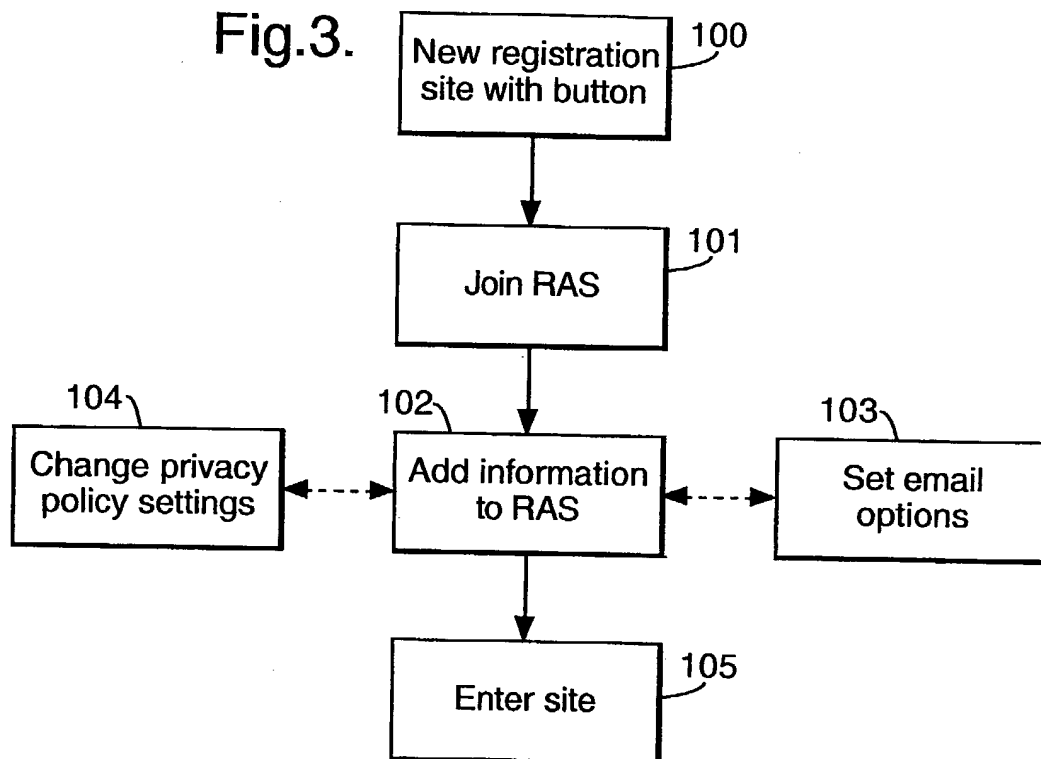 Fig.3.
New registration
site with button
100
Join RAS
101
104
Change privacy
policy settings
102
Add information
to RAS
103
Set email
options
Enter site
105